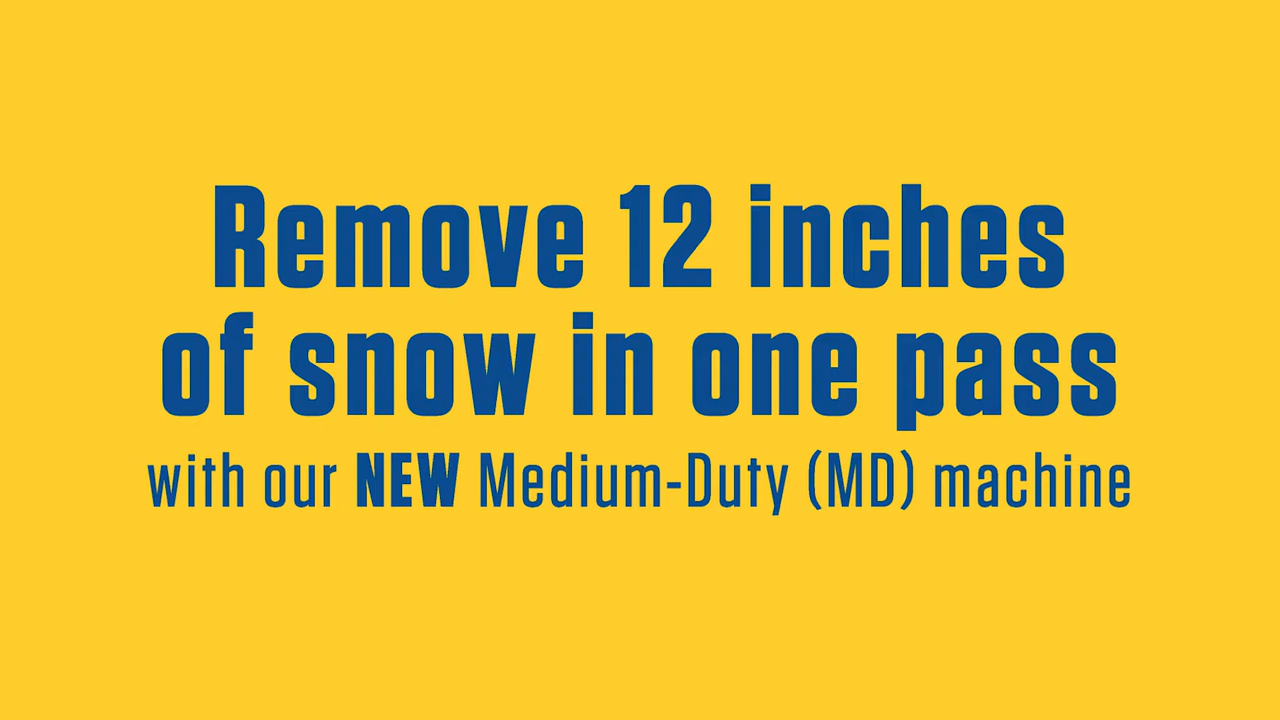 Remove 12 inches
of snow in one pass
with our NEW Medium-Duty (MD) machine